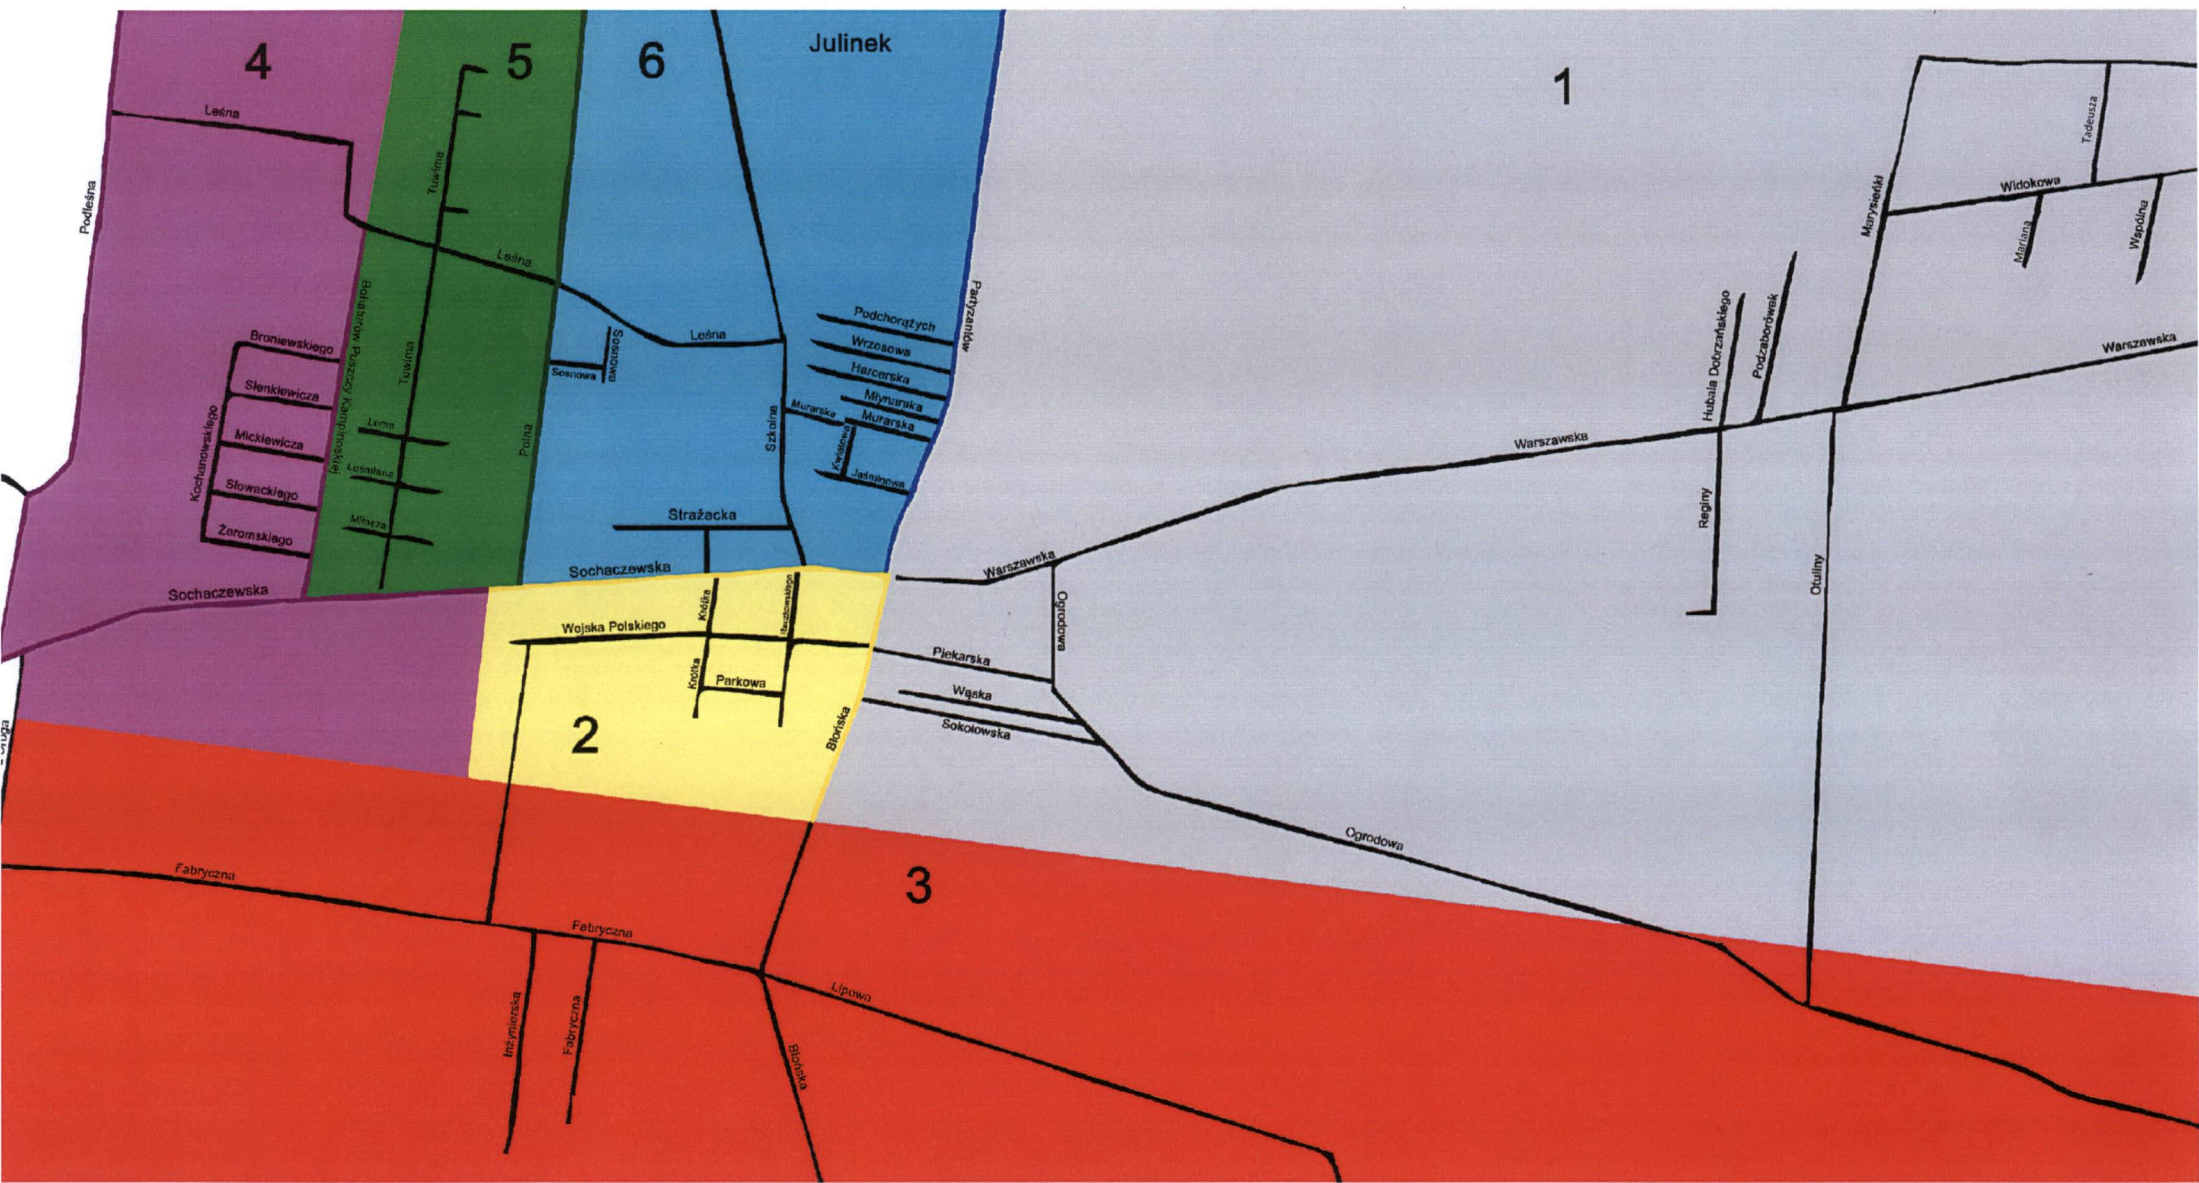 4
5
6
Julinek
1
Leśna
Tuwima
Podleśna
Leśna
Tadeusza
Widokowa
Marysieńki
Mariana
Wspólna
Bohaterów Puszczy Kampinoskiej
Partyzantów
Podchorążych
Wrzosowa
Harcerska
Młynarska
Murarska
Murarska
Kwiatowa
Jaśminowa
Leśna
Sosnowa
Sosnowa
Szkolna
Polna
Tuwima
Broniewskiego
Sienkiewicza
Mickiewicza
Słowackiego
Żeromskiego
Kochanowskiego
Lema
Leśmiana
Miłosza
Hubala Dobrzańskiego
Podzaborówek
Warszawska
Warszawska
Reginy
Otuliny
Strażacka
Sochaczewska
Sochaczewska
Warszawska
Ogrodowa
Krótka
Wojska Polskiego
Krótka
Parkowa
Piekarska
Wąska
Sokołowska
2
Błońska
Ogrodowa
3
Fabryczna
Fabryczna
Lipowa
Inżynierska
Fabryczna
Błońska